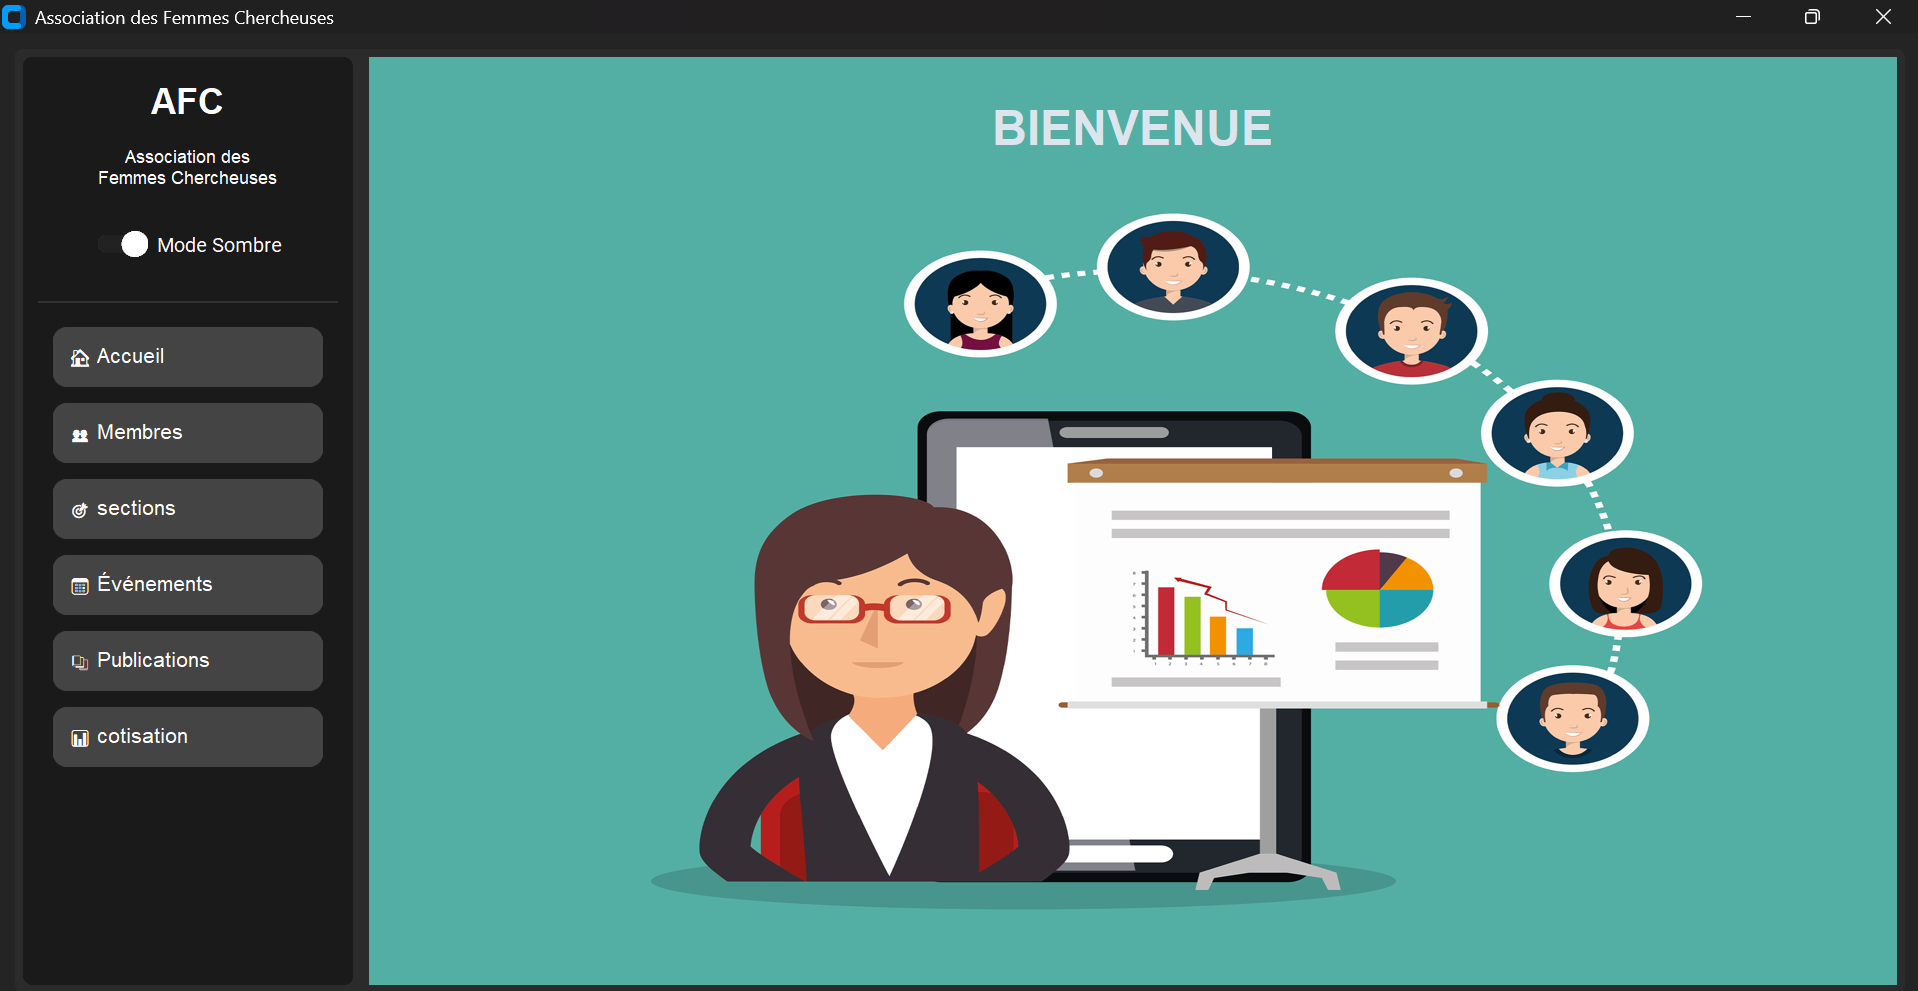 Association des Femmes Chercheuses
AFC
Association des
Femmes Chercheuses
Mode Sombre
Accueil
Membres
sections
Événements
Publications
cotisation
BIENVENUE